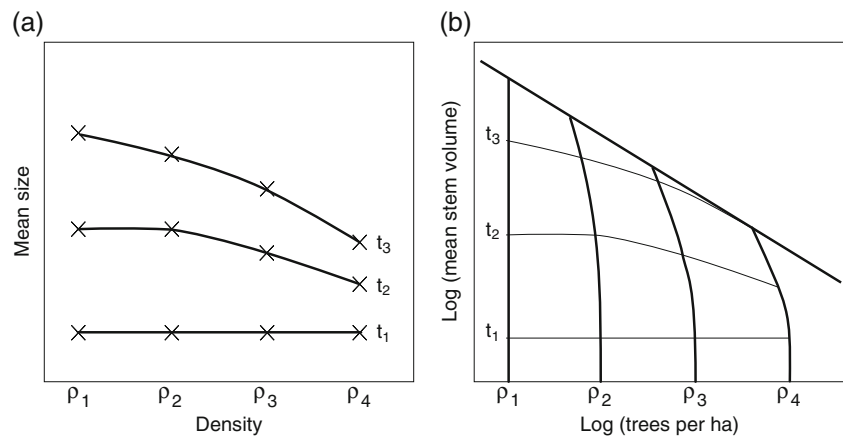 (a)
Mean size
t₃
t₂
t₁
ρ₁ ρ₂ ρ₃ ρ₄
Density
(b)
Log (mean stem volume)
t₃
t₂
t₁
ρ₁ ρ₂ ρ₃ ρ₄
Log (trees per ha)